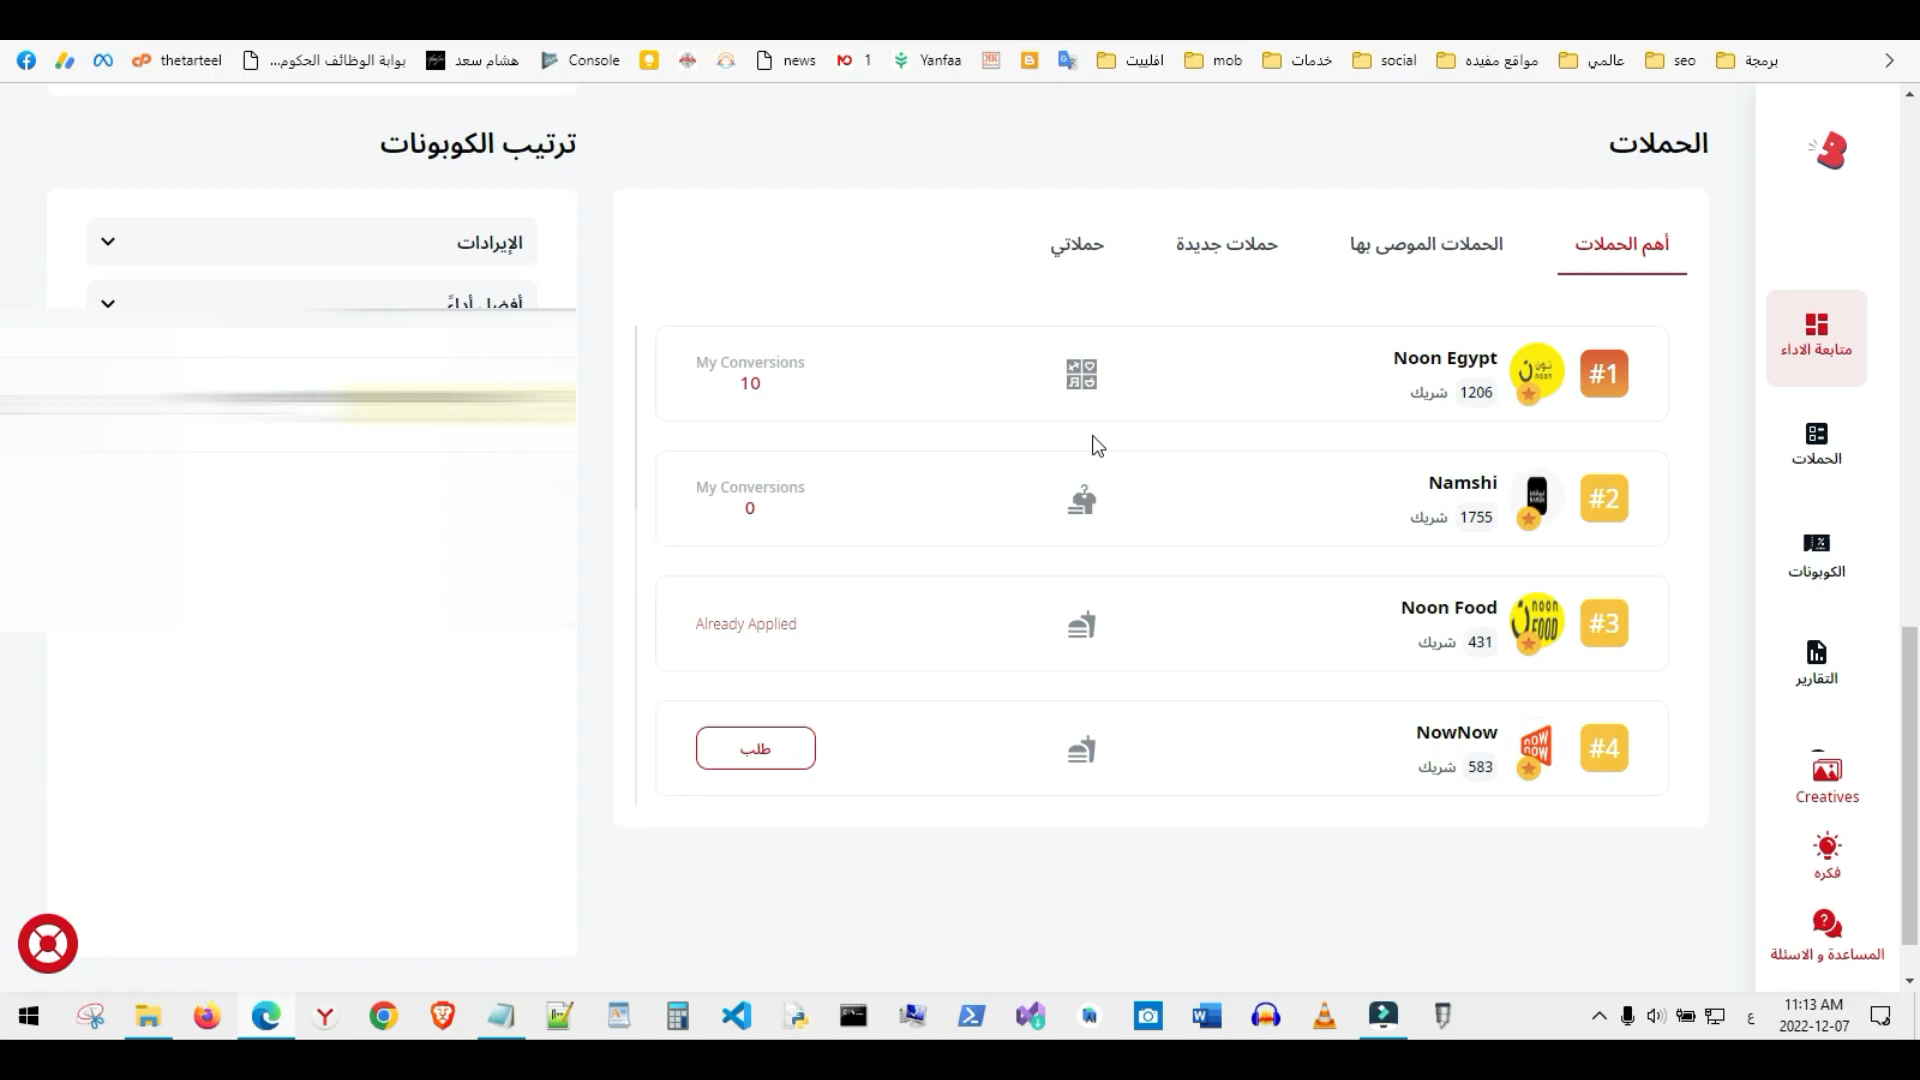 thetarteel
بوابة الوظائف الحكوم...
هشام سعد
Console
news
1
Yanfaa
افلييت
mob
خدمات
social
مواقع مفيده
عالمي
seo
برمجة
الحملات
أهم الحملات
الحملات الموصى بها
حملات جديدة
حملاتي
#1
Noon Egypt
1206 شريك
My Conversions
10
#2
Namshi
1755 شريك
My Conversions
0
#3
Noon Food
431 شريك
Already Applied
#4
NowNow
583 شريك
طلب
ترتيب الكوبونات
الإيرادات
أفضل أداءً
متابعة الاداء
الحملات
الكوبونات
التقارير
Creatives
فكره
المساعدة و الاسئلة
11:13 AM
2022-12-07
ع